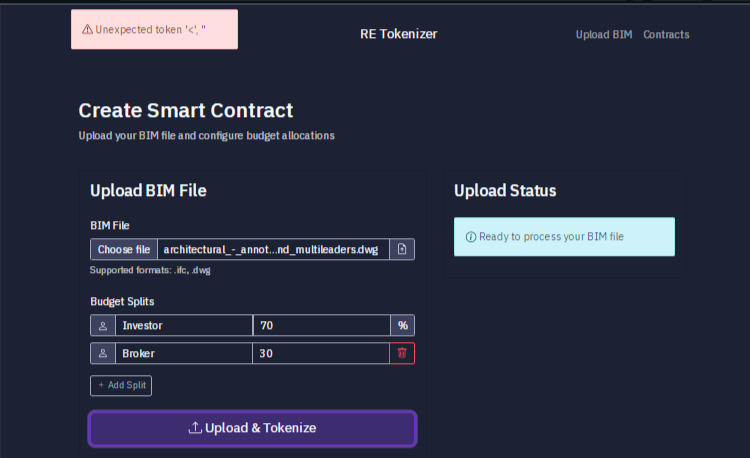 Unexpected token '<', "
RE Tokenizer
Upload BIM
Contracts
Create Smart Contract
Upload your BIM file and configure budget allocations
Upload BIM File
BIM File
Choose file
architectural_-_annot...nd_multileaders.dwg
Supported formats: .ifc, .dwg
Budget Splits
Investor
70
%
Broker
30
+ Add Split
Upload & Tokenize
Upload Status
Ready to process your BIM file